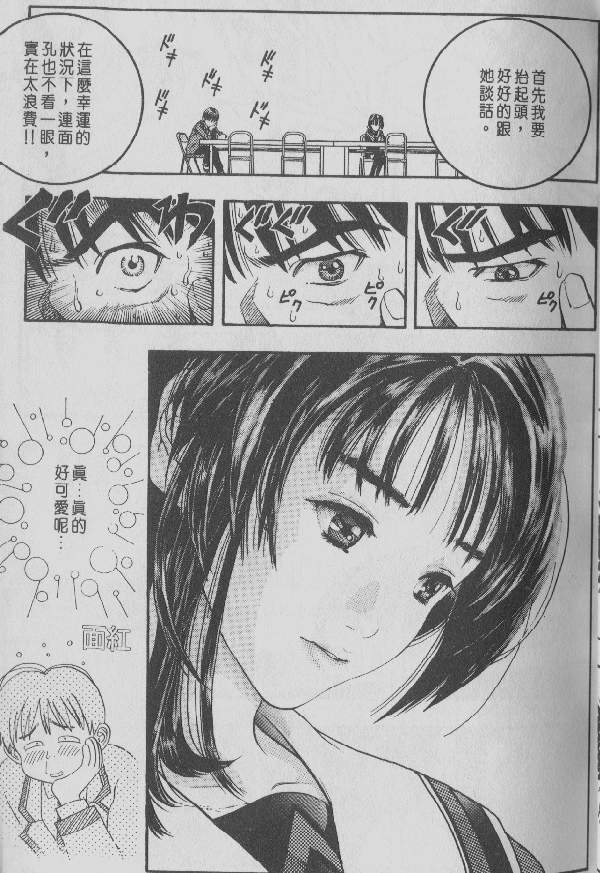 首先我要
抬起頭，
好好的跟
她談話。
ドキ
ドキ
ドキ
ドキ
在這麼幸運的
狀況下，連面
孔也不看一眼，
實在太浪費!!
ぐぐ
ピク
ぐぐ
ピク
ピク
ぶわ
ぐぐ
真…真的
好可愛呢…
面紅